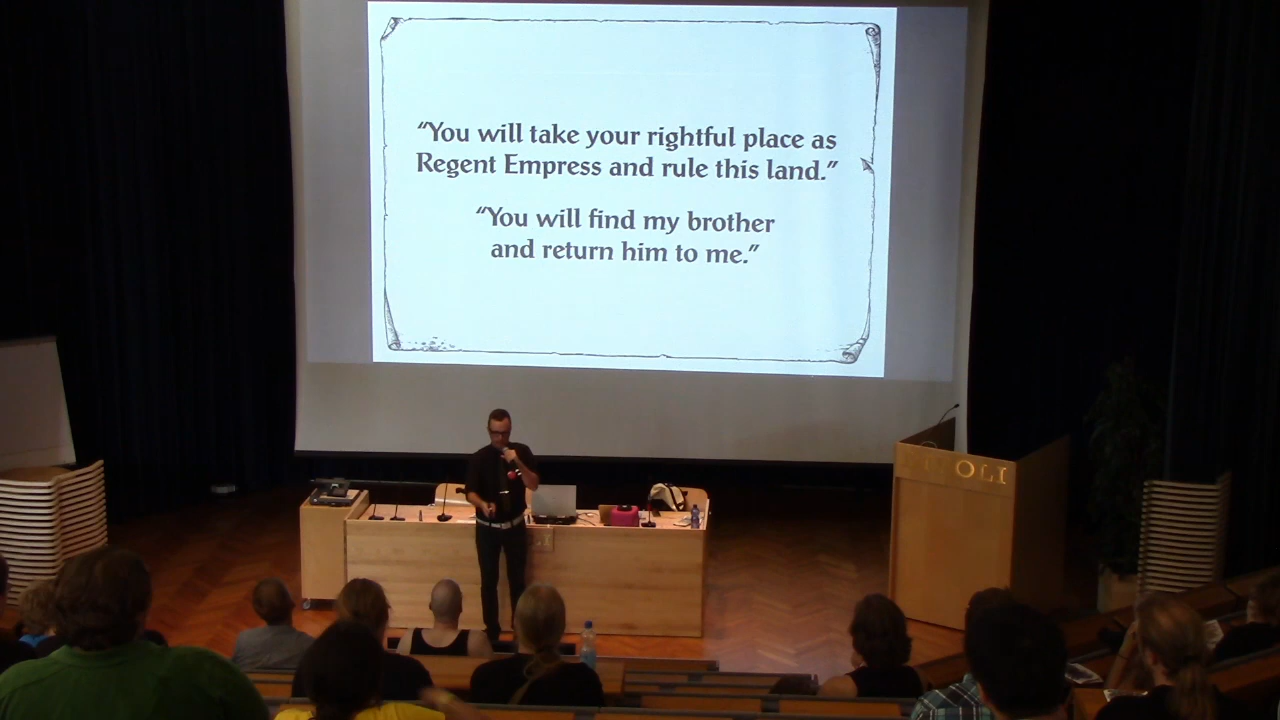 “You will take your rightful place as
Regent Empress and rule this land.”
“You will find my brother
and return him to me.”